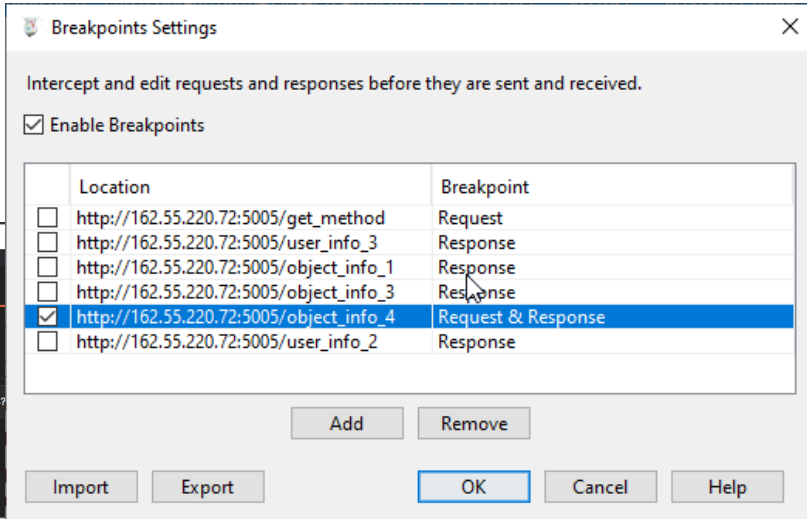 Breakpoints Settings
Intercept and edit requests and responses before they are sent and received.
Enable Breakpoints
Location Breakpoint
http://162.55.220.72:5005/get_method Request
http://162.55.220.72:5005/user_info_3 Response
http://162.55.220.72:5005/object_info_1 Response
http://162.55.220.72:5005/object_info_3 Response
http://162.55.220.72:5005/object_info_4 Request & Response
http://162.55.220.72:5005/user_info_2 Response
Add Remove
Import Export OK Cancel Help